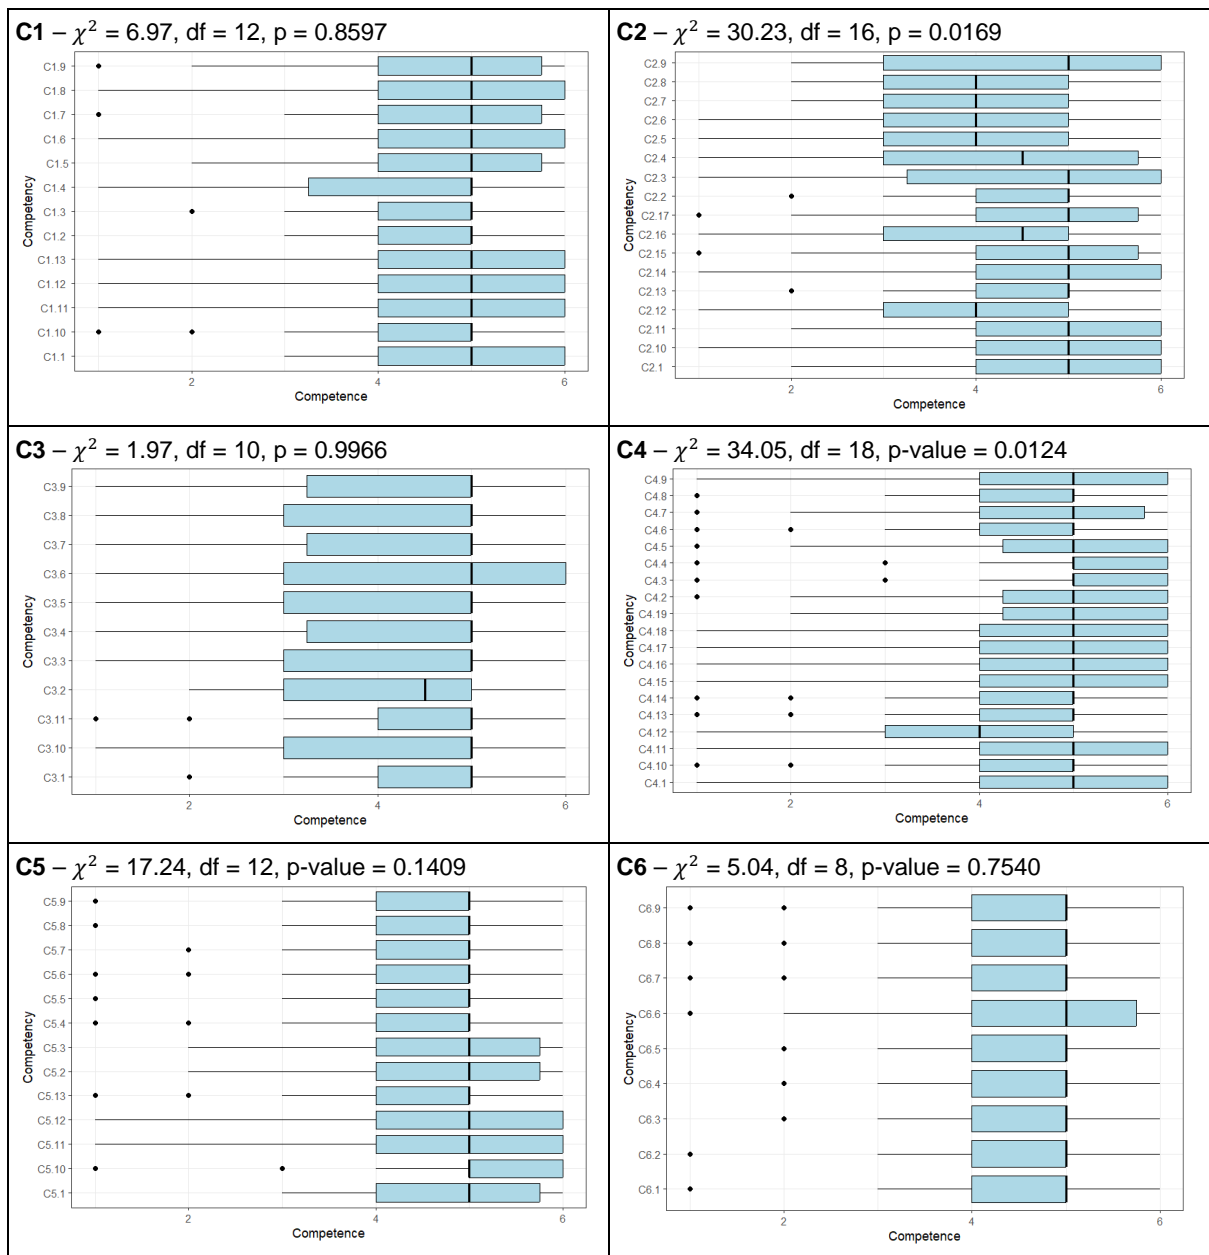 C1 – χ² = 6.97, df = 12, p = 0.8597
C1.9
C1.8
C1.7
C1.6
C1.5
C1.4
C1.3
C1.2
C1.13
C1.12
C1.11
C1.10
C1.1
Competency
2 4 6
Competence
C2 – χ² = 30.23, df = 16, p = 0.0169
C2.9
C2.8
C2.7
C2.6
C2.5
C2.4
C2.3
C2.2
C2.17
C2.16
C2.15
C2.14
C2.13
C2.12
C2.11
C2.10
C2.1
Competency
2 4 6
Competence
C3 – χ² = 1.97, df = 10, p = 0.9966
C3.9
C3.8
C3.7
C3.6
C3.5
C3.4
C3.3
C3.2
C3.11
C3.10
C3.1
Competency
2 4 6
Competence
C4 – χ² = 34.05, df = 18, p-value = 0.0124
C4.9
C4.8
C4.7
C4.6
C4.5
C4.4
C4.3
C4.2
C4.19
C4.18
C4.17
C4.16
C4.15
C4.14
C4.13
C4.12
C4.11
C4.10
C4.1
Competency
2 4 6
Competence
C5 – χ² = 17.24, df = 12, p-value = 0.1409
C5.9
C5.8
C5.7
C5.6
C5.5
C5.4
C5.3
C5.2
C5.13
C5.12
C5.11
C5.10
C5.1
Competency
2 4 6
Competence
C6 – χ² = 5.04, df = 8, p-value = 0.7540
C6.9
C6.8
C6.7
C6.6
C6.5
C6.4
C6.3
C6.2
C6.1
Competency
2 4 6
Competence